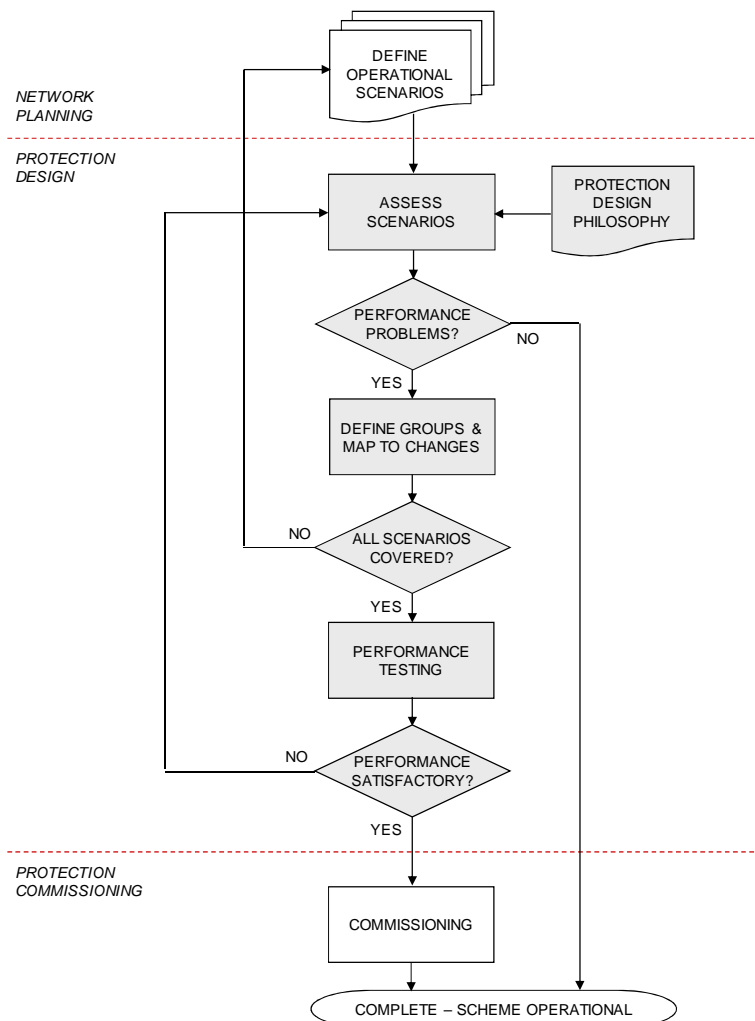 DEFINE
OPERATIONAL
SCENARIOS
NETWORK
PLANNING
PROTECTION
DESIGN
ASSESS
SCENARIOS
PROTECTION
DESIGN
PHILOSOPHY
PERFORMANCE
PROBLEMS?
NO
YES
DEFINE GROUPS &
MAP TO CHANGES
NO
ALL SCENARIOS
COVERED?
YES
PERFORMANCE
TESTING
NO
PERFORMANCE
SATISFACTORY?
YES
PROTECTION
COMMISSIONING
COMMISSIONING
COMPLETE – SCHEME OPERATIONAL